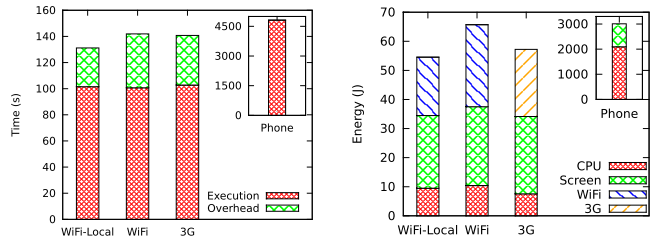 Time (s)
160
140
120
100
80
60
40
20
0
WiFi-Local
WiFi
3G
4500
3000
1500
0
Phone
Execution
Overhead
Energy (J)
70
60
50
40
30
20
10
0
WiFi-Local
WiFi
3G
3000
2000
1000
0
Phone
CPU
Screen
WiFi
3G